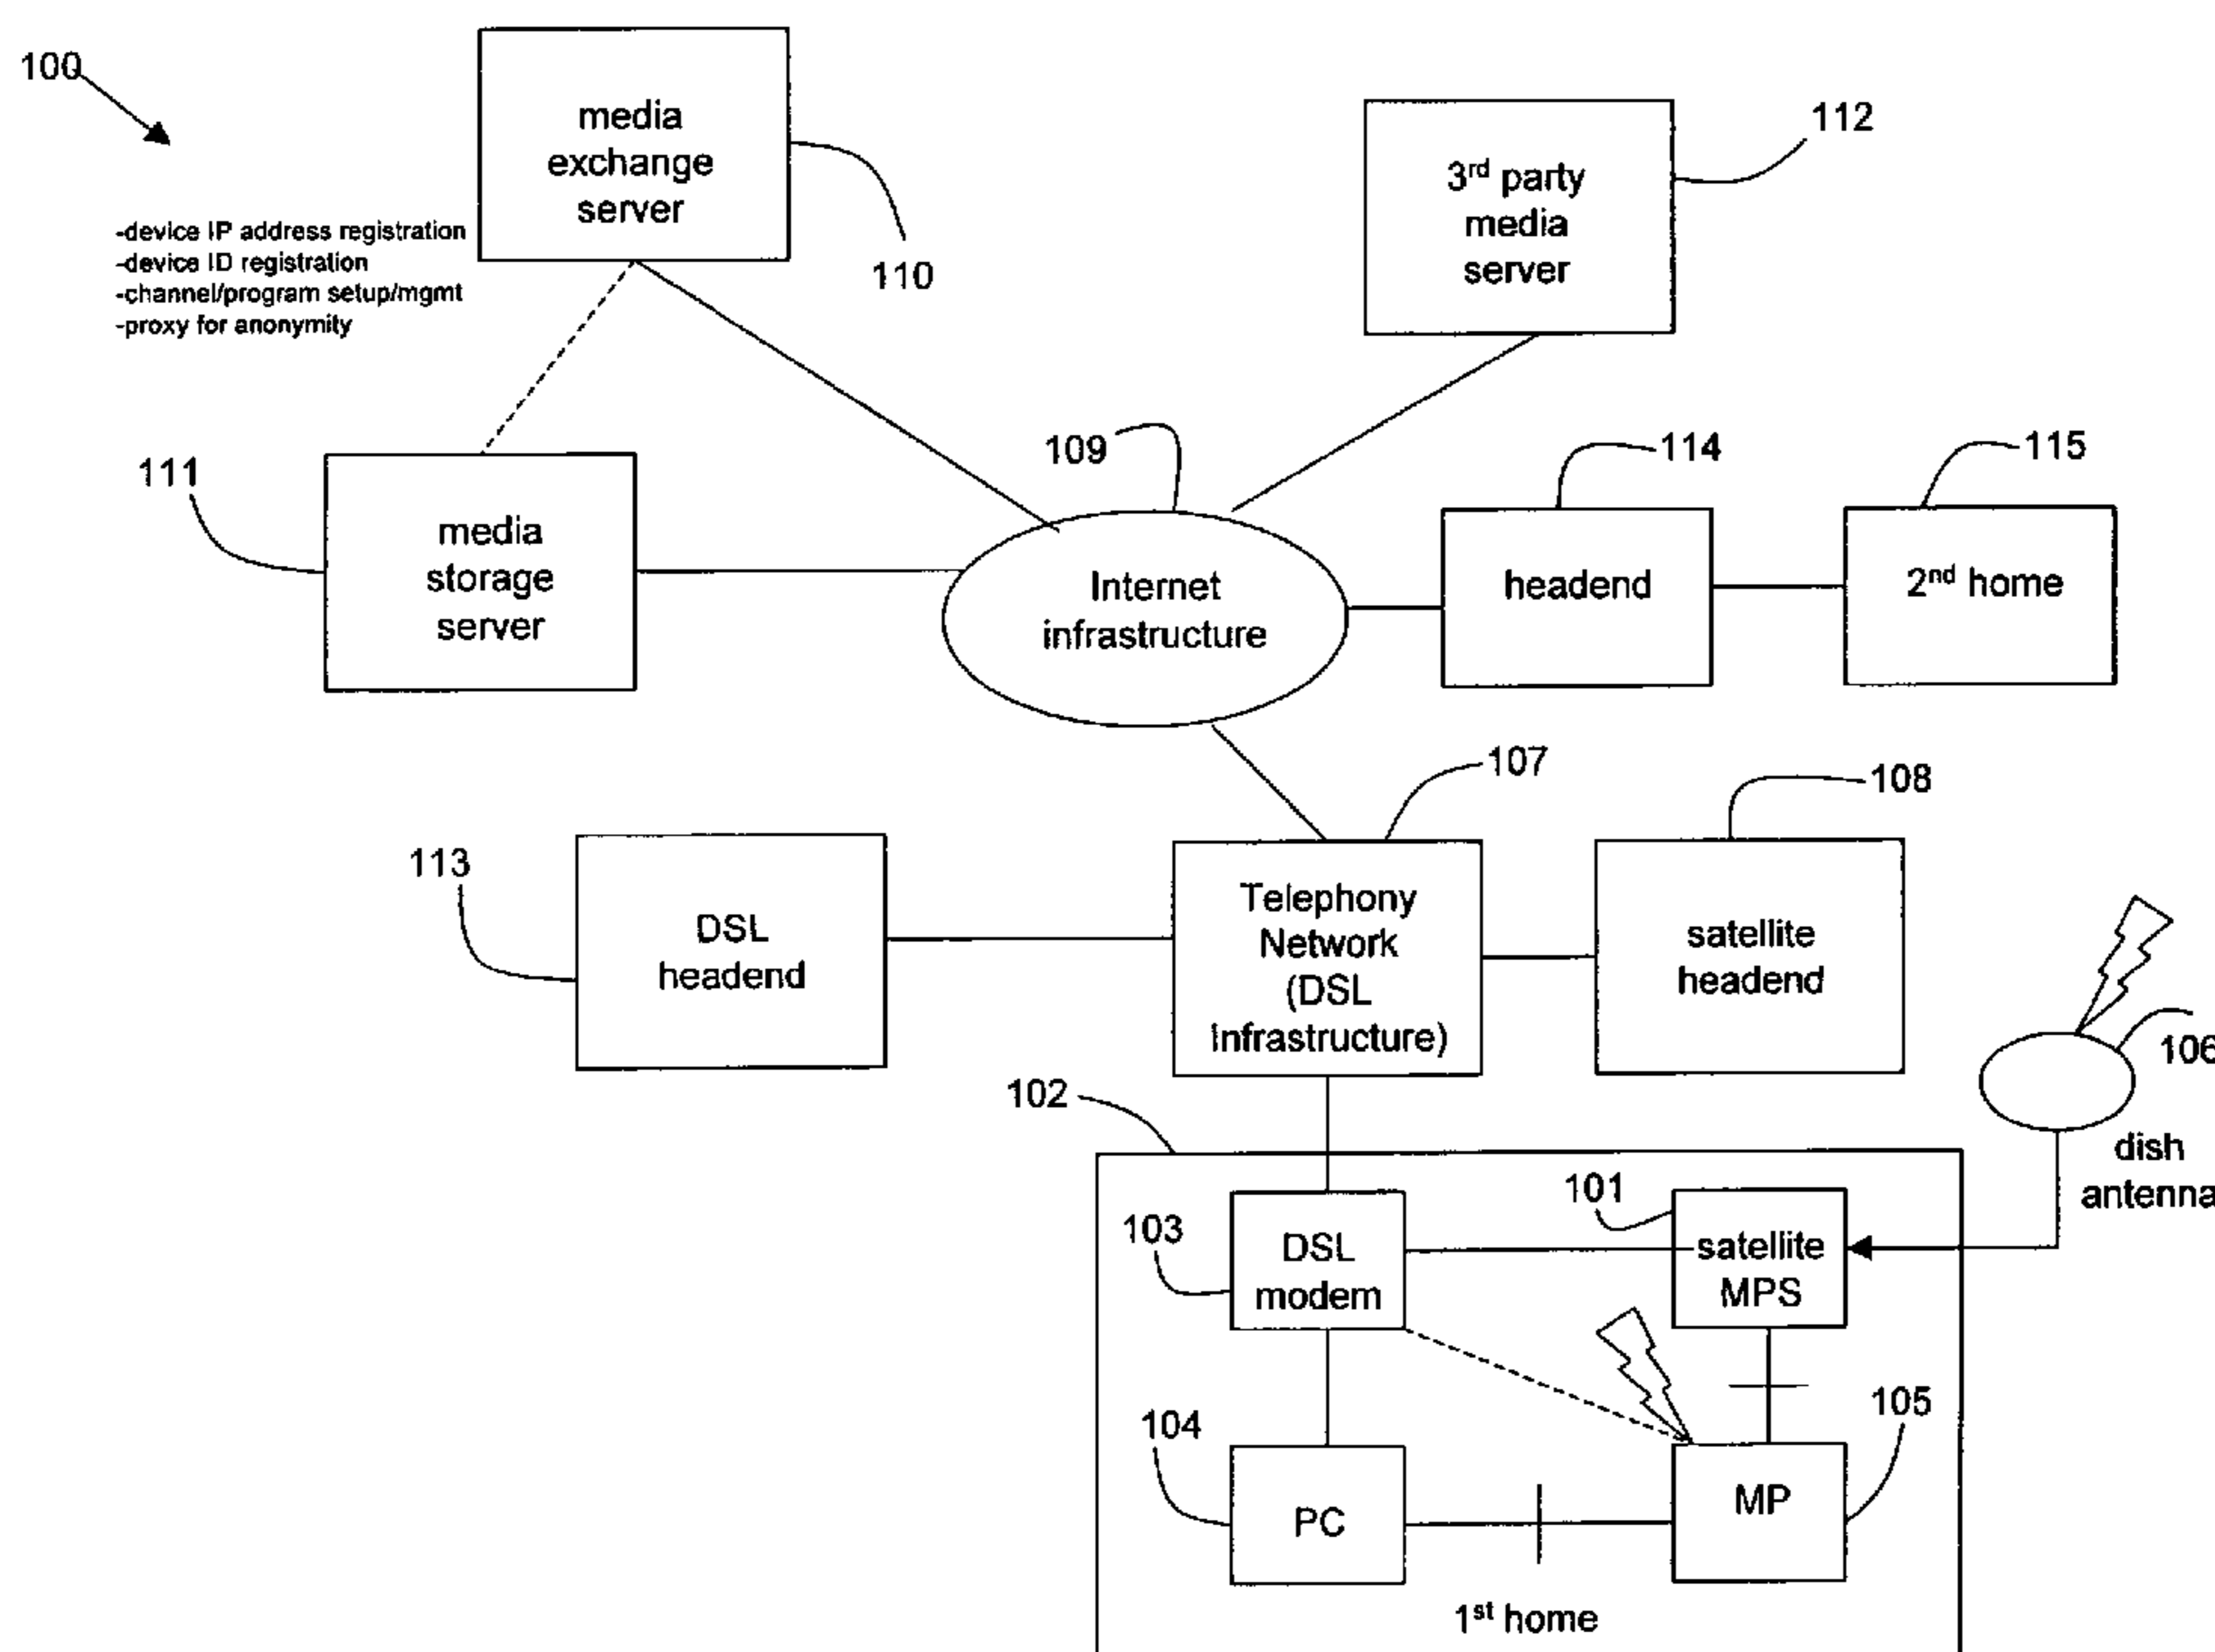 100
media
exchange
server
110
-device IP address registration
-device ID registration
-channel/program setup/mgmt
-proxy for anonymity
3rd party
media
server
112
111
media
storage
server
109
Internet
infrastructure
114
headend
115
2nd home
113
DSL
headend
107
Telephony
Network
(DSL
Infrastructure)
108
satellite
headend
106
dish
antenna
102
103
DSL
modem
101
satellite
MPS
104
PC
105
MP
1st home